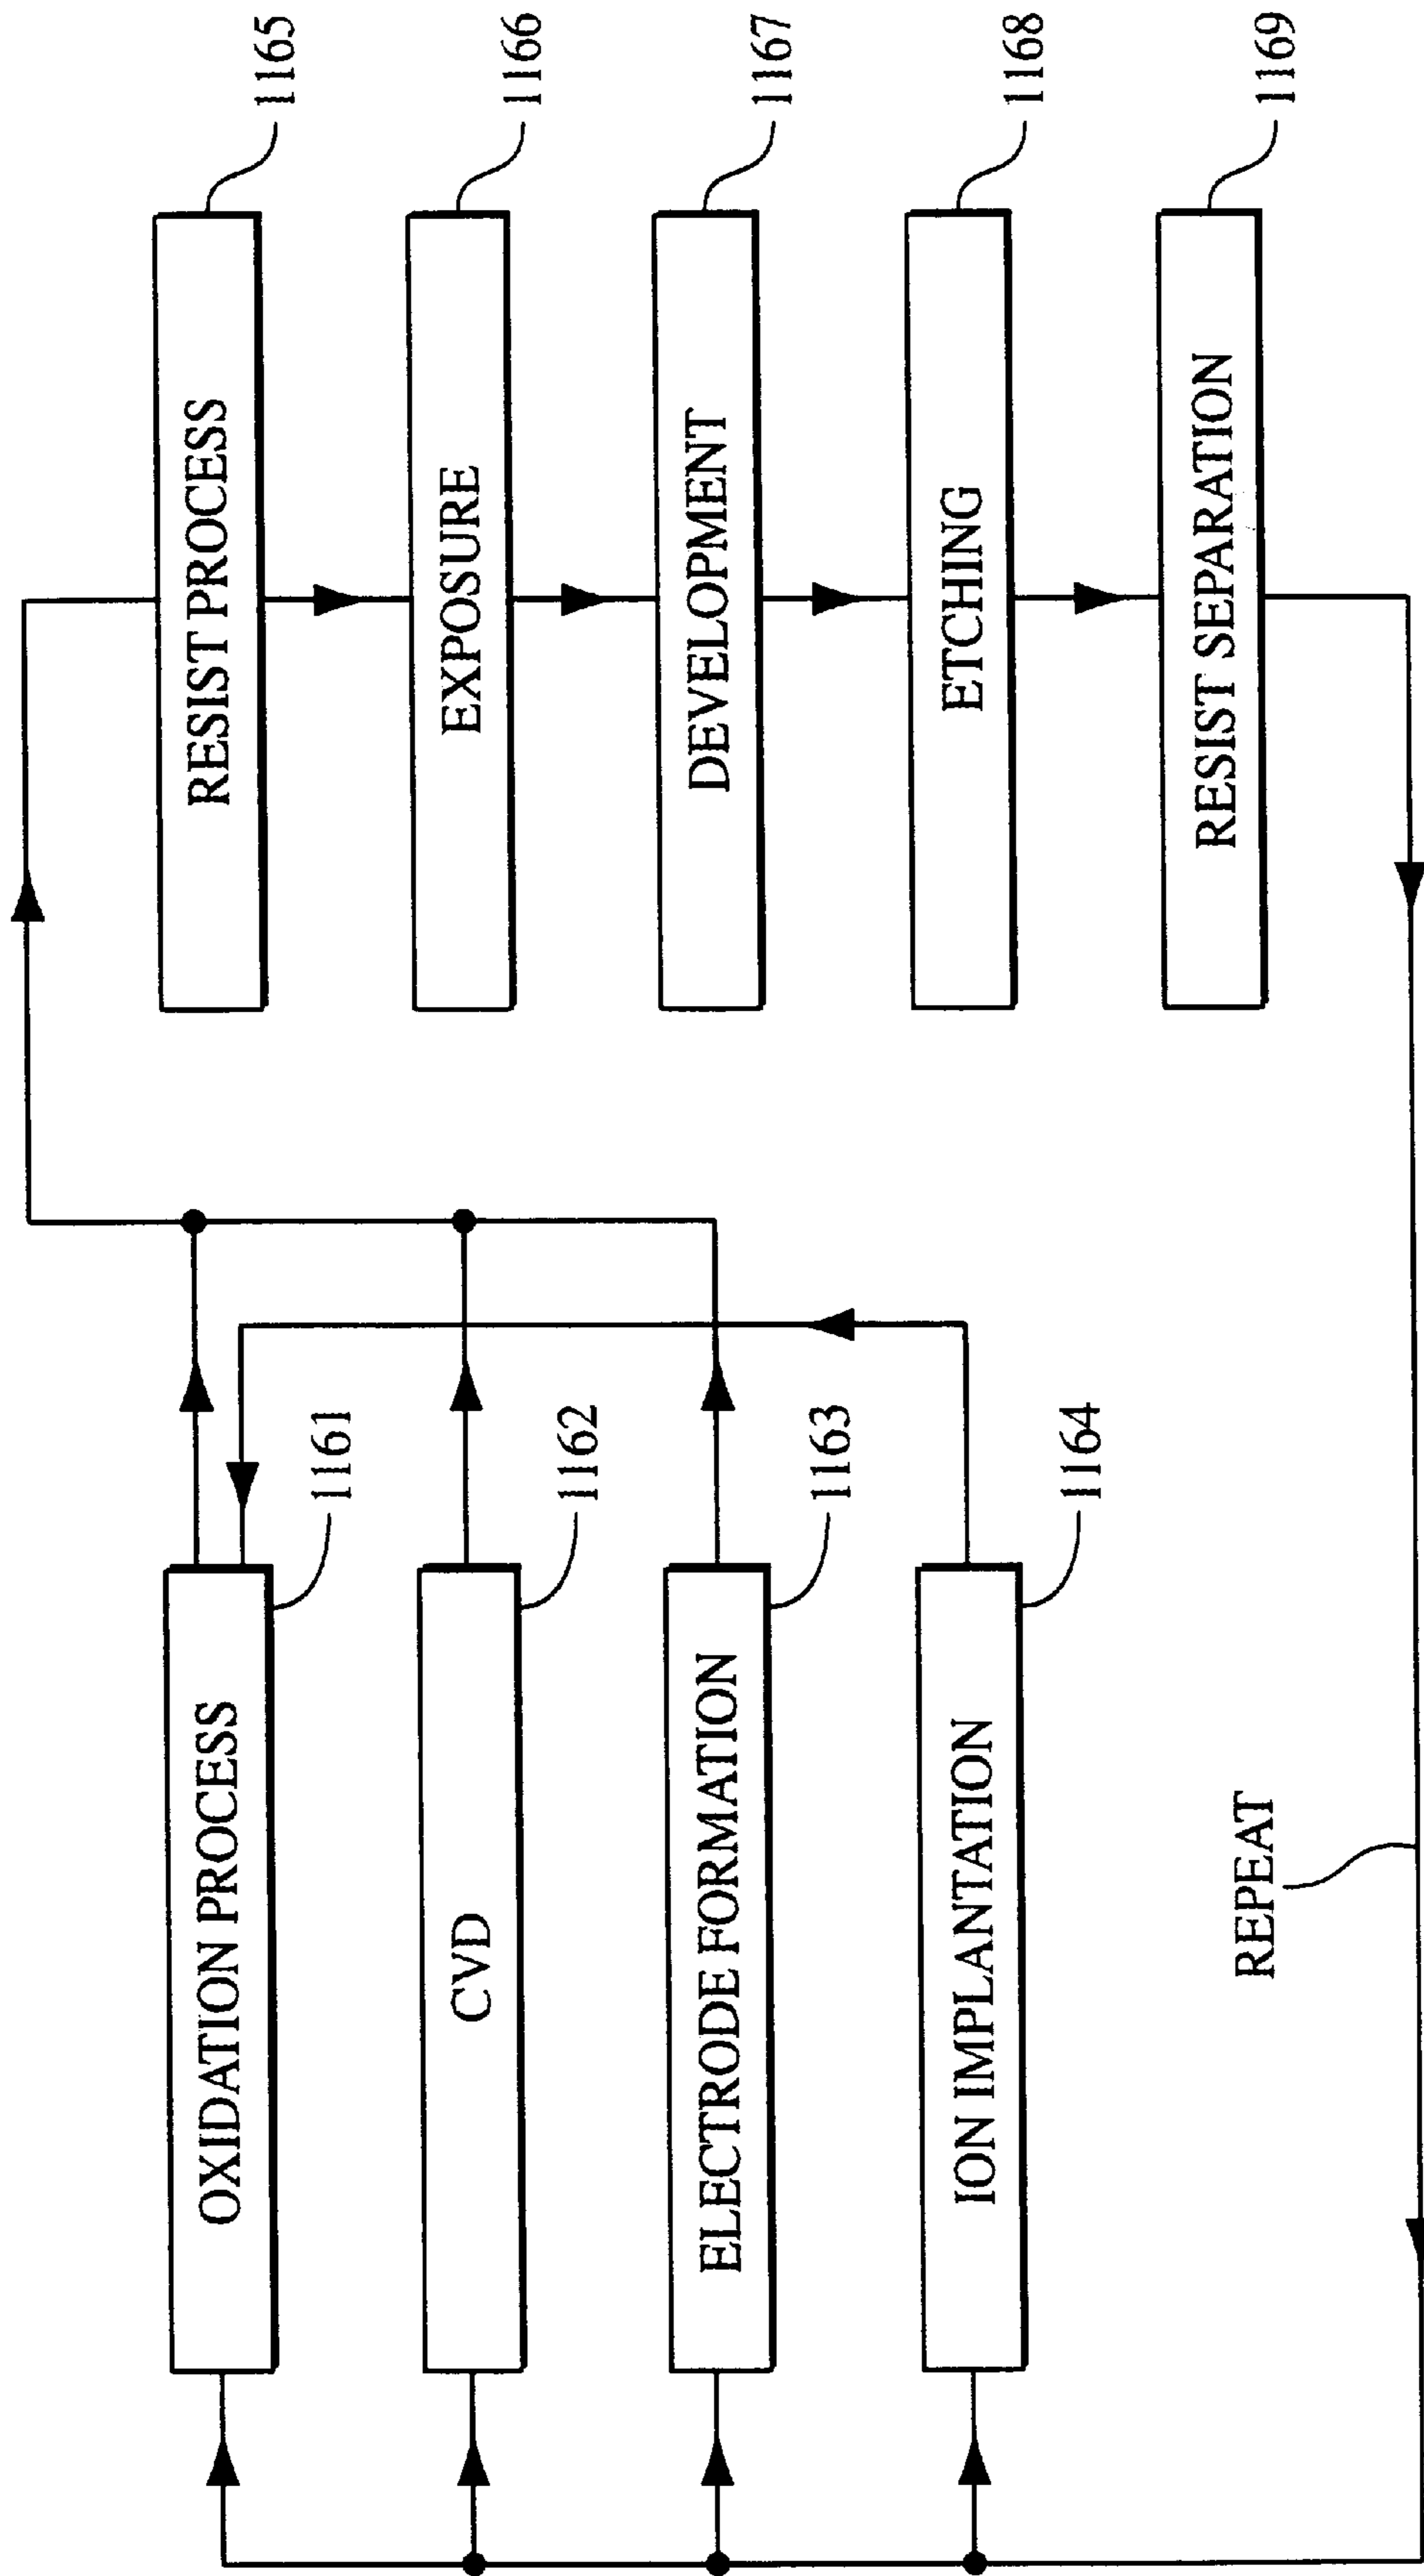 OXIDATION PROCESS
1161
CVD
1162
ELECTRODE FORMATION
1163
ION IMPLANTATION
1164
REPEAT
RESIST PROCESS
1165
EXPOSURE
1166
DEVELOPMENT
1167
ETCHING
1168
RESIST SEPARATION
1169